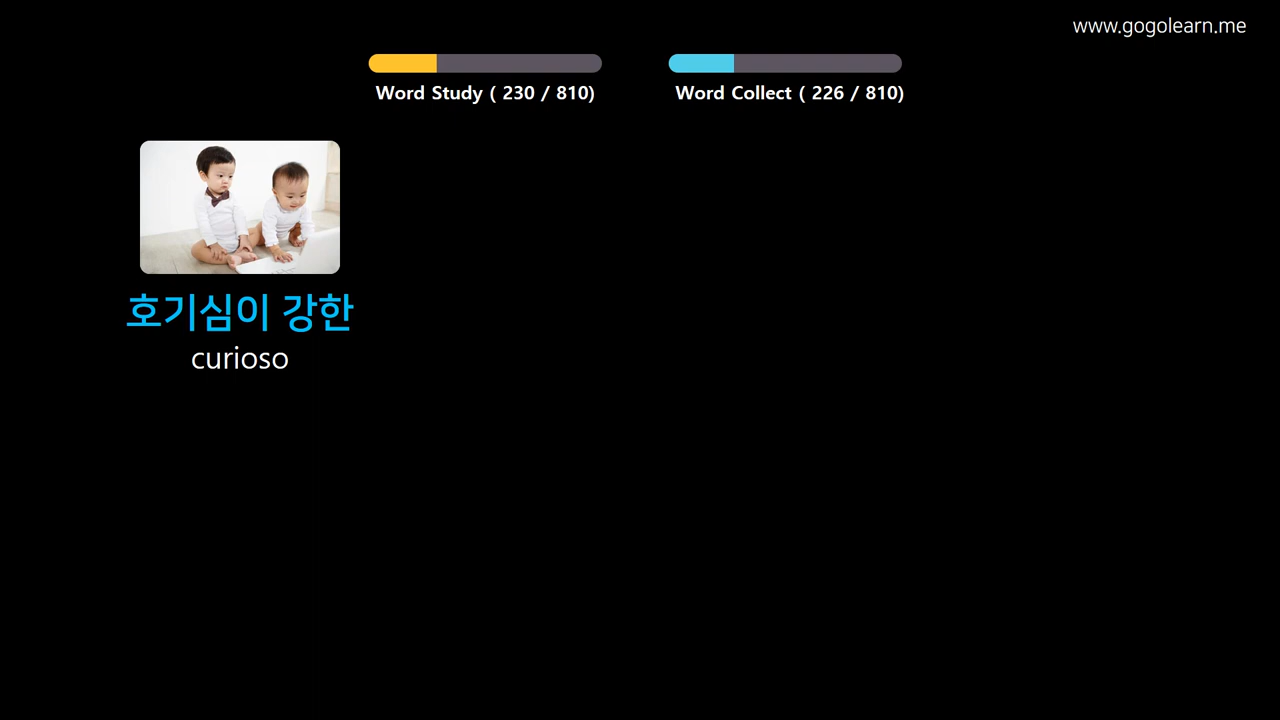 www.gogolearn.me
Word Study ( 230 / 810)
Word Collect ( 226 / 810)
호기심이 강한
curioso